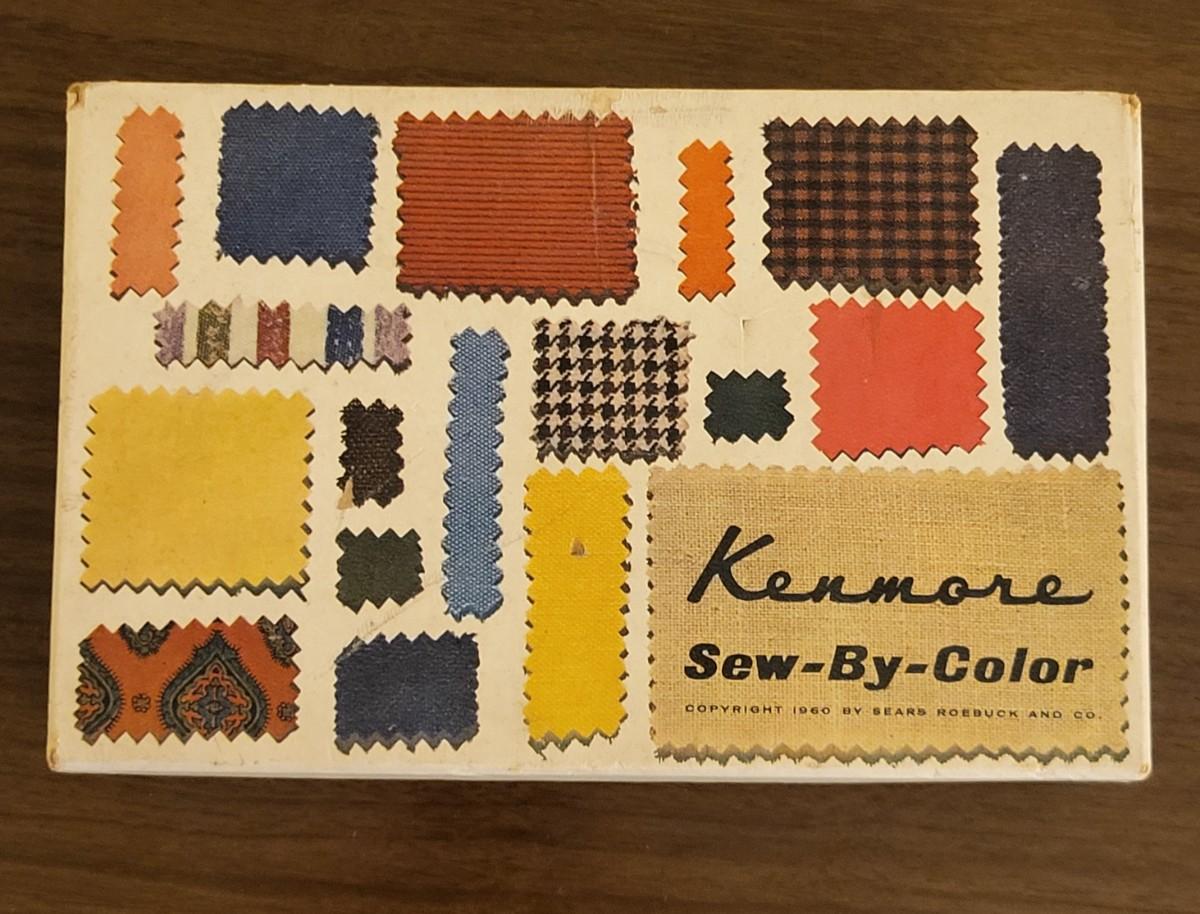 Kenmore
Sew-By-Color
COPYRIGHT 1960 BY SEARS ROEBUCK AND CO.